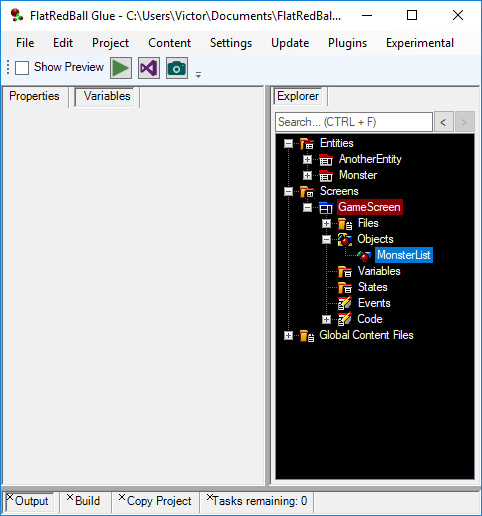 FlatRedBall Glue - C:\Users\Victor\Documents\FlatRedBal...
File Edit Project Content Settings Update Plugins Experimental
Show Preview
Properties Variables Explorer
Search... (CTRL + F) < >
Entities
AnotherEntity
Monster
Screens
GameScreen
Files
Objects
MonsterList
Variables
States
Events
Code
Global Content Files
Output Build Copy Project Tasks remaining: 0